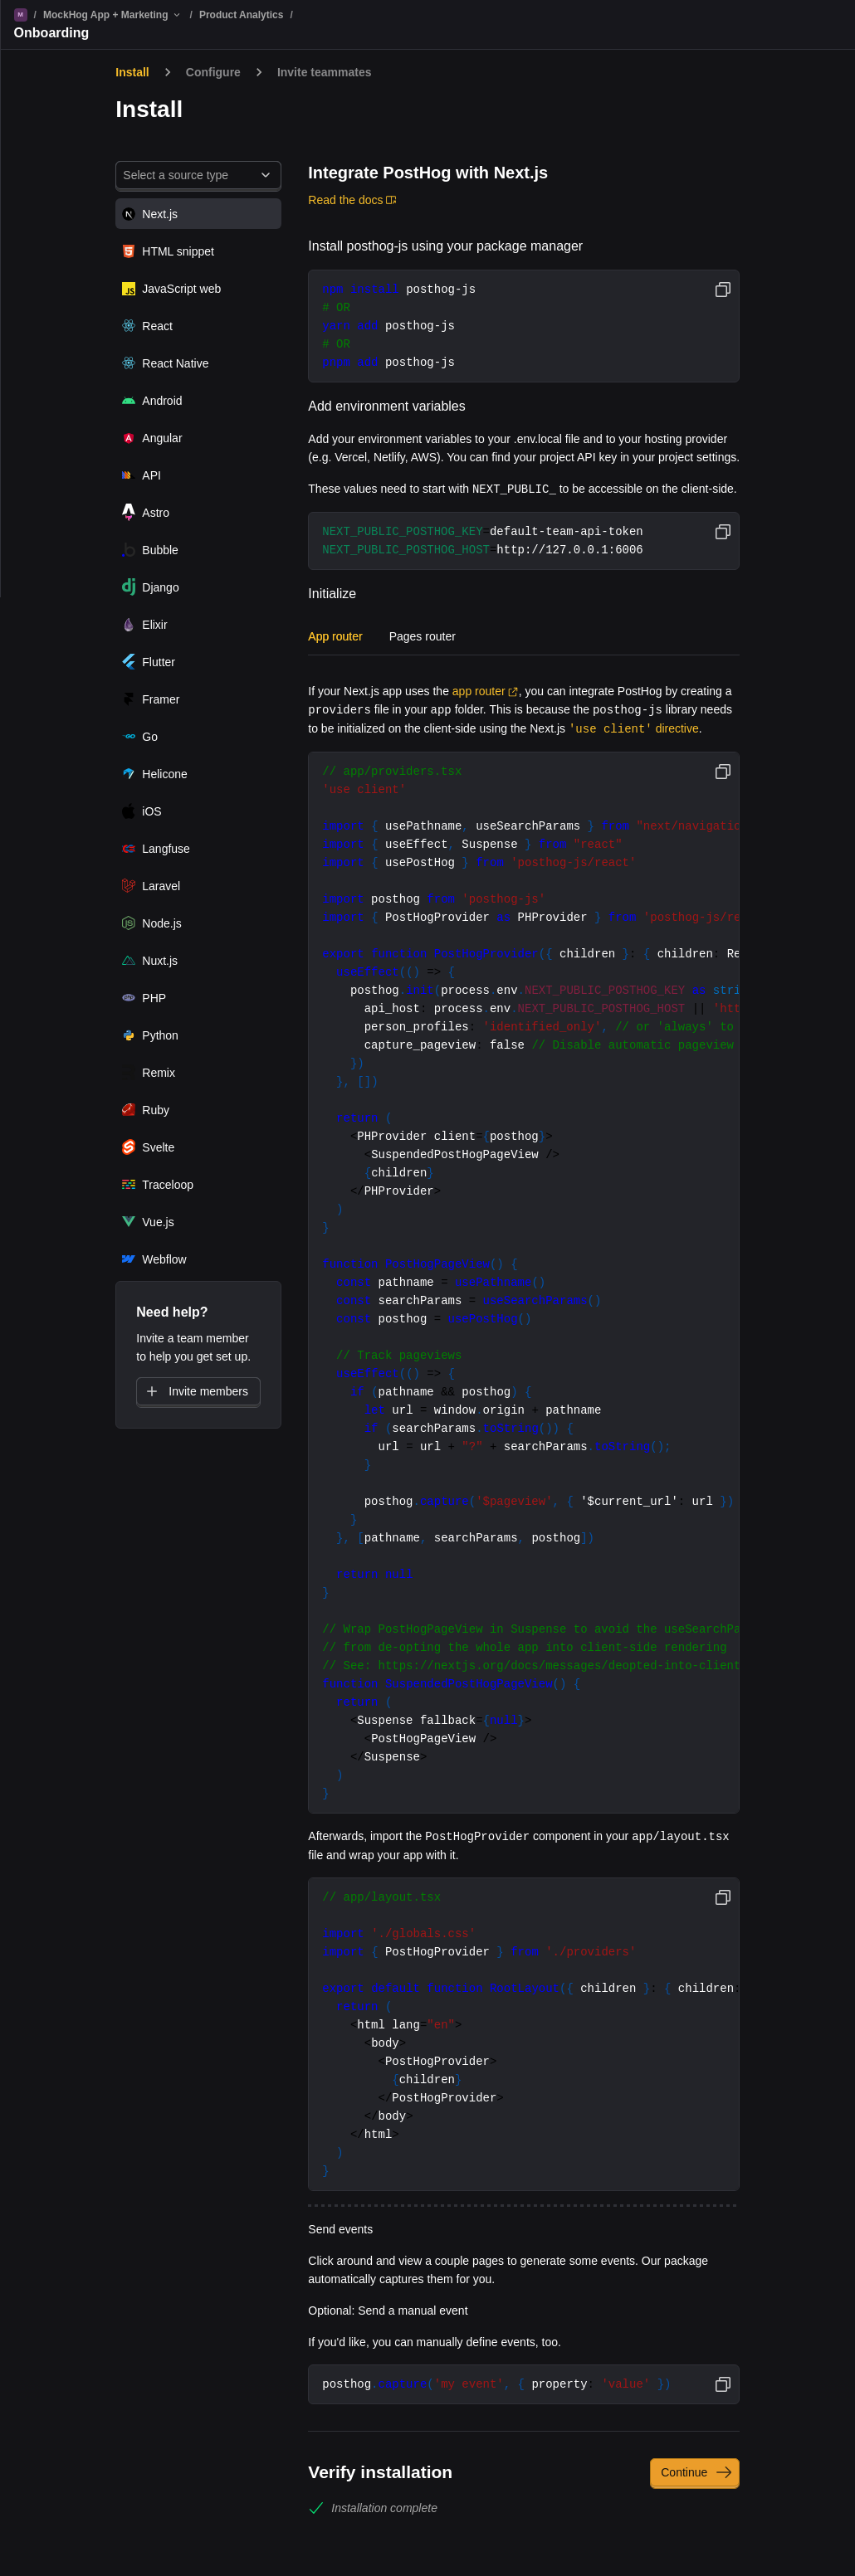 M / MockHog App + Marketing / Product Analytics /
Onboarding
Install > Configure > Invite teammates
Install
Select a source type
Next.js
HTML snippet
JavaScript web
React
React Native
Android
Angular
API
Astro
Bubble
Django
Elixir
Flutter
Framer
Go
Helicone
iOS
Langfuse
Laravel
Node.js
Nuxt.js
PHP
Python
Remix
Ruby
Svelte
Traceloop
Vue.js
Webflow
Need help?
Invite a team member
to help you get set up.
Invite members
Integrate PostHog with Next.js
Read the docs
Install posthog-js using your package manager
npm install posthog-js
# OR
yarn add posthog-js
# OR
pnpm add posthog-js
Add environment variables
Add your environment variables to your .env.local file and to your hosting provider
(e.g. Vercel, Netlify, AWS). You can find your project API key in your project settings.
These values need to start with NEXT_PUBLIC_ to be accessible on the client-side.
NEXT_PUBLIC_POSTHOG_KEY=default-team-api-token
NEXT_PUBLIC_POSTHOG_HOST=http://127.0.0.1:6006
Initialize
App router Pages router
If your Next.js app uses the app router, you can integrate PostHog by creating a
providers file in your app folder. This is because the posthog-js library needs
to be initialized on the client-side using the Next.js 'use client' directive.
// app/providers.tsx
'use client'
import { usePathname, useSearchParams } from "next/navigatio
import { useEffect, Suspense } from "react"
import { usePostHog } from 'posthog-js/react'
import posthog from 'posthog-js'
import { PostHogProvider as PHProvider } from 'posthog-js/re
export function PostHogProvider({ children }: { children: Re
useEffect(() => {
posthog.init(process.env.NEXT_PUBLIC_POSTHOG_KEY as stri
api_host: process.env.NEXT_PUBLIC_POSTHOG_HOST || 'htt
person_profiles: 'identified_only', // or 'always' to
capture_pageview: false // Disable automatic pageview
})
}, [])
return (
<PHProvider client={posthog}>
<SuspendedPostHogPageView />
{children}
</PHProvider>
)
}
function PostHogPageView() {
const pathname = usePathname()
const searchParams = useSearchParams()
const posthog = usePostHog()
// Track pageviews
useEffect(() => {
if (pathname && posthog) {
let url = window.origin + pathname
if (searchParams.toString()) {
url = url + "?" + searchParams.toString();
}
posthog.capture('$pageview', { '$current_url': url })
}
}, [pathname, searchParams, posthog])
return null
}
// Wrap PostHogPageView in Suspense to avoid the useSearchPa
// from de-opting the whole app into client-side rendering
// See: https://nextjs.org/docs/messages/deopted-into-client
function SuspendedPostHogPageView() {
return (
<Suspense fallback={null}>
<PostHogPageView />
</Suspense>
)
}
Afterwards, import the PostHogProvider component in your app/layout.tsx
file and wrap your app with it.
// app/layout.tsx
import './globals.css'
import { PostHogProvider } from './providers'
export default function RootLayout({ children }: { children:
return (
<html lang="en">
<body>
<PostHogProvider>
{children}
</PostHogProvider>
</body>
</html>
)
}
Send events
Click around and view a couple pages to generate some events. Our package
automatically captures them for you.
Optional: Send a manual event
If you'd like, you can manually define events, too.
posthog.capture('my event', { property: 'value' })
Verify installation
Continue
Installation complete